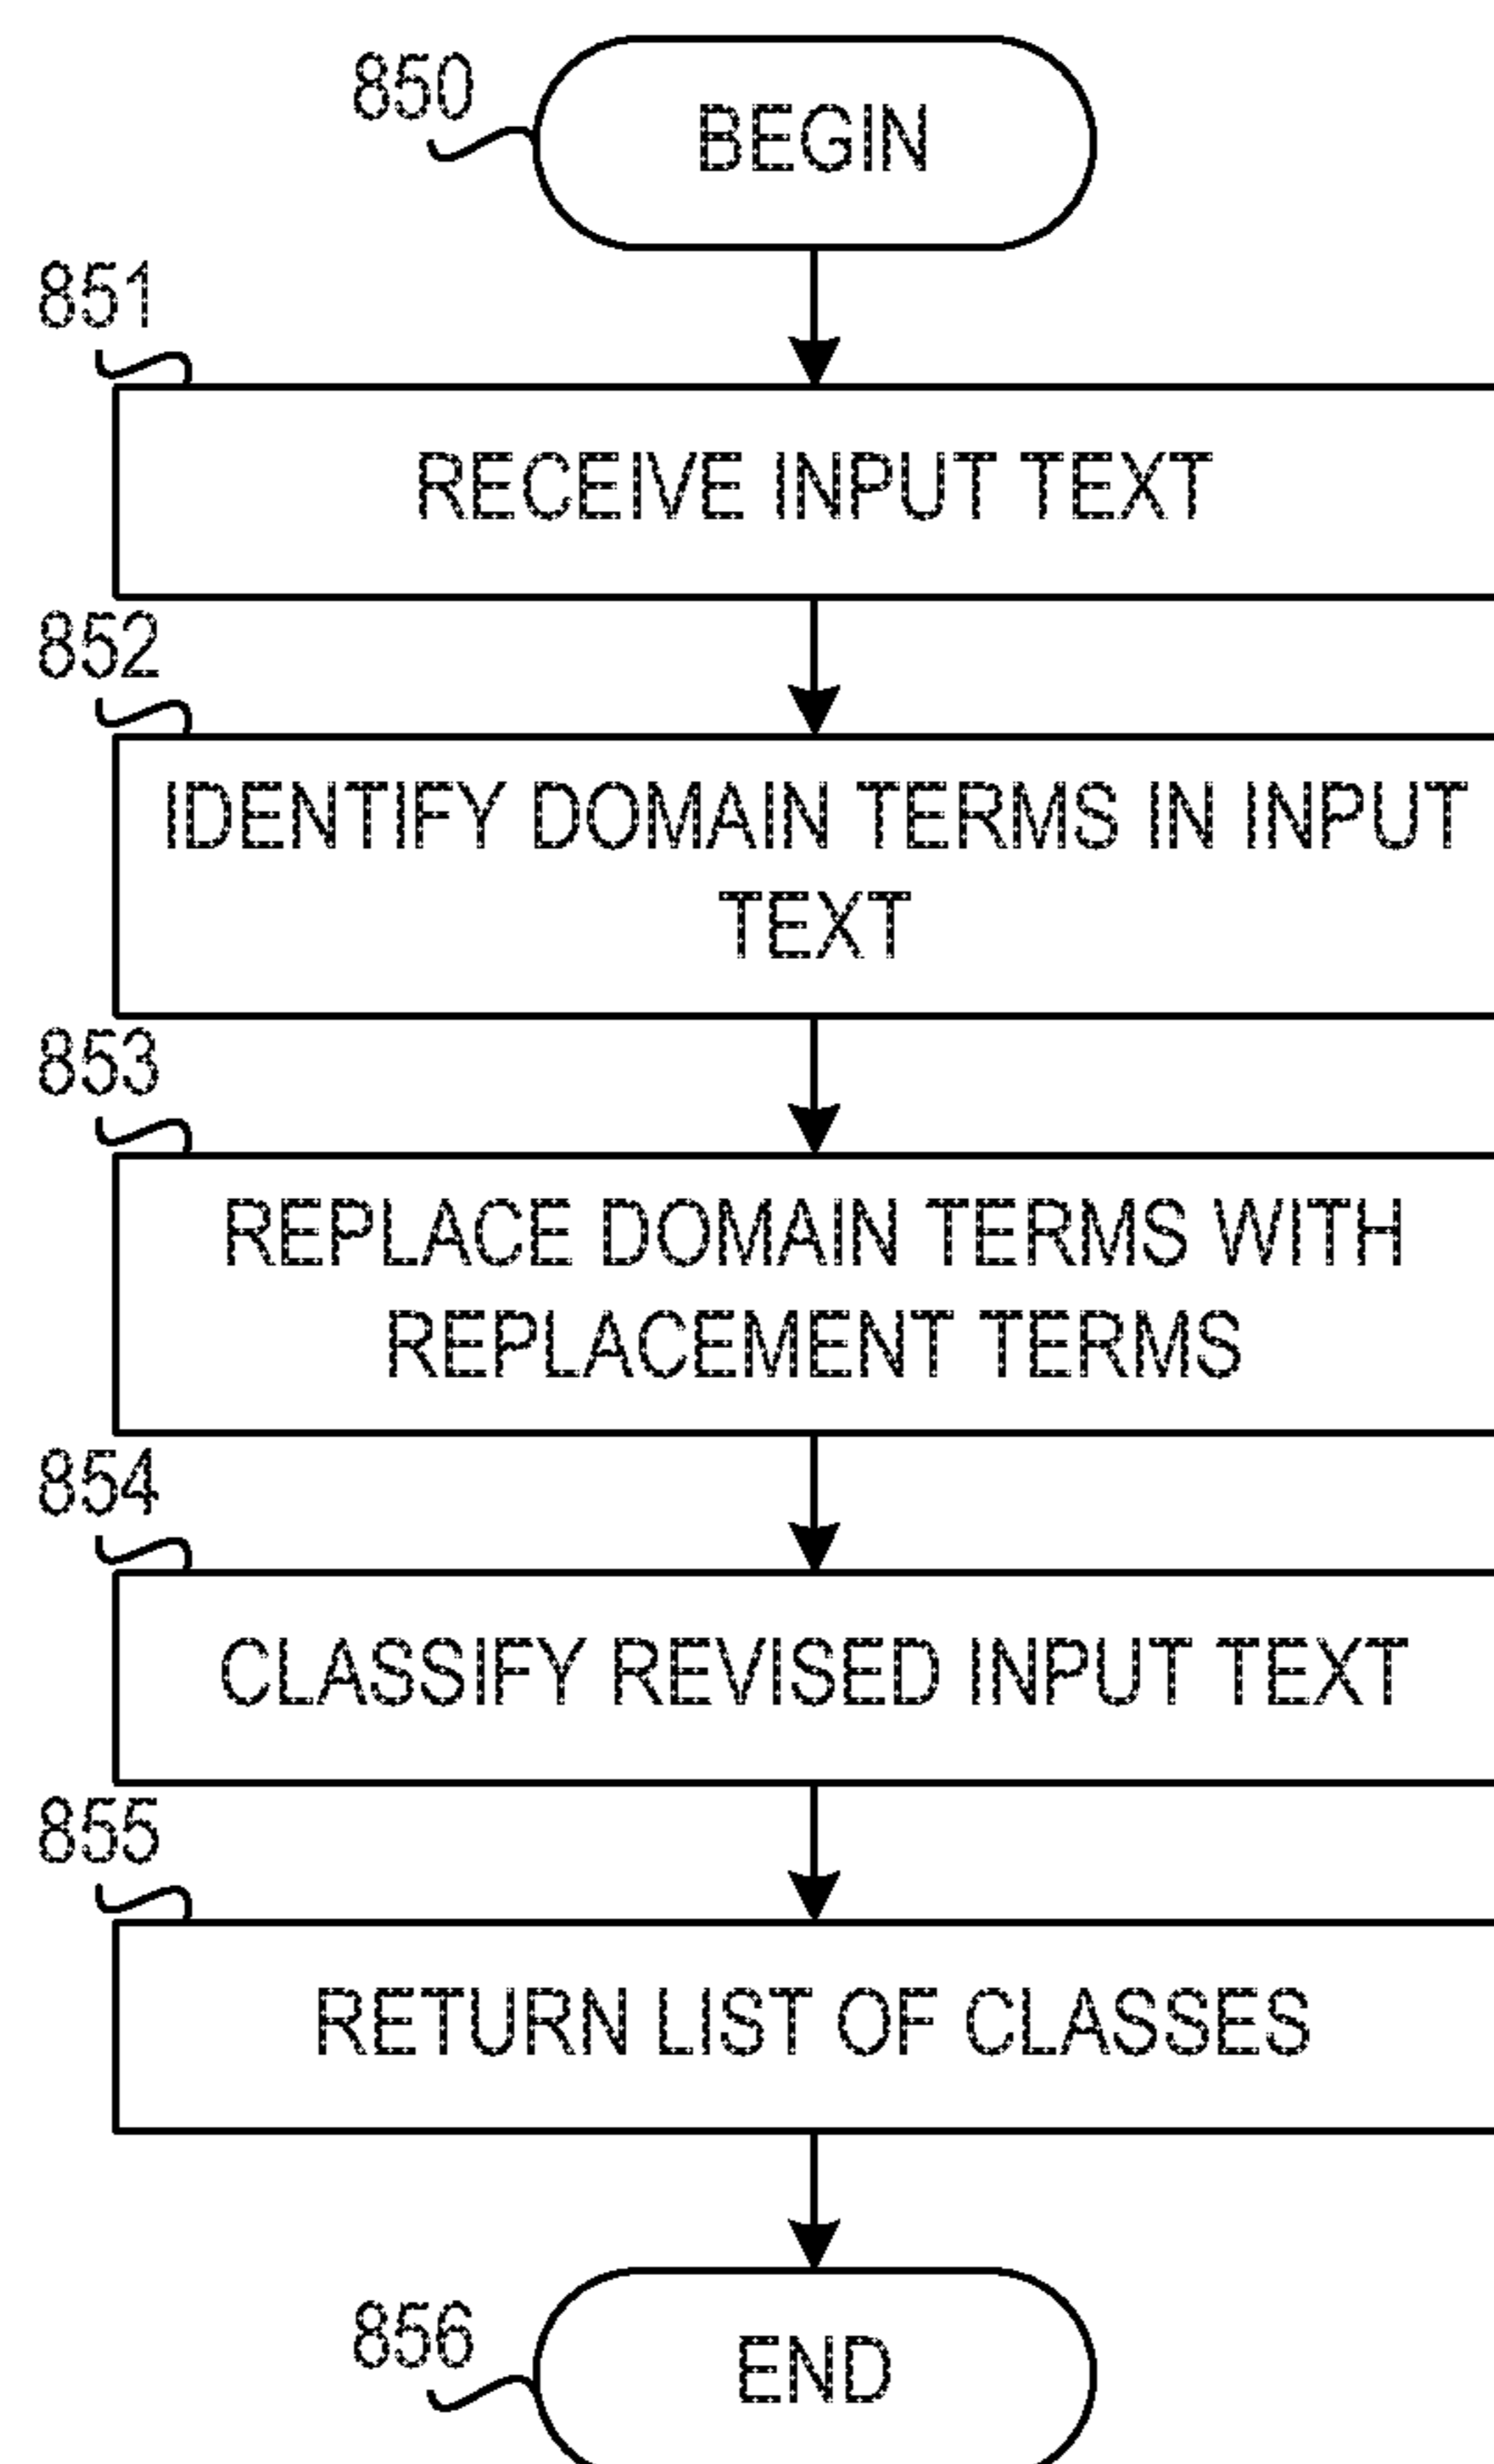 850
BEGIN
851
RECEIVE INPUT TEXT
852
IDENTIFY DOMAIN TERMS IN INPUT
TEXT
853
REPLACE DOMAIN TERMS WITH
REPLACEMENT TERMS
854
CLASSIFY REVISED INPUT TEXT
855
RETURN LIST OF CLASSES
856
END